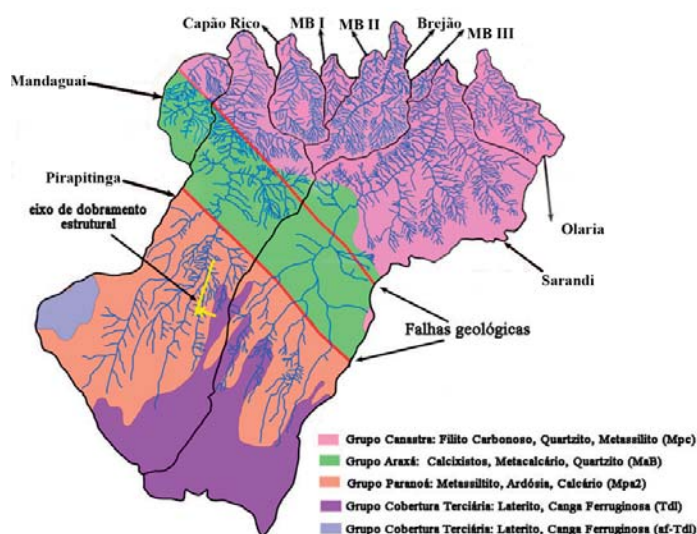 Capão Rico
MB I
MB II
Brejão
MB III
Mandaguaí
Pirapitinga
eixo de dobramento
estrutural
Olaria
Sarandi
Falhas geológicas
Grupo Canastra: Filito Carbonoso, Quartzito, Metassilito (Mpc)
Grupo Araxá: Calcixistos, Metacalcário, Quartzito (MaB)
Grupo Paranoá: Metassiltito, Ardósia, Calcário (Mpa2)
Grupo Cobertura Terciária: Laterito, Canga Ferruginosa (Tdl)
Grupo Cobertura Terciária: Laterito, Canga Ferruginosa (af-Tdl)